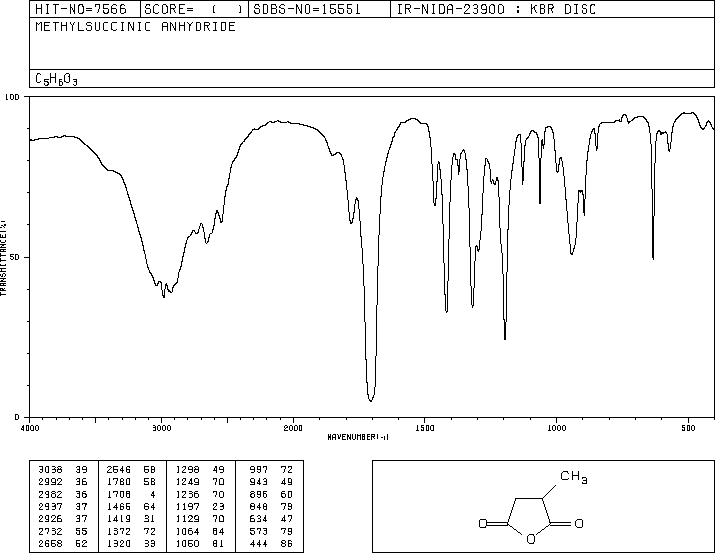 HIT-NO=7566 SCORE= ( ) SDBS-NO=15551 IR-NIDA-23900 : KBR DISC
METHYLSUCCINIC ANHYDRIDE
C5H6O3
100
50
0
TRANSMITTANCE(%)
4000 3000 2000 1500 1000 500
WAVENUMBER(-1)
3038 39 2546 58 1298 49 997 72
2992 36 1780 58 1249 70 943 49
2982 36 1708 4 1236 70 896 60
2937 37 1466 64 1197 23 848 79
2926 37 1419 31 1129 70 634 47
2732 55 1372 72 1064 84 573 79
2658 52 1320 33 1050 81 444 86
CH3
O O
O